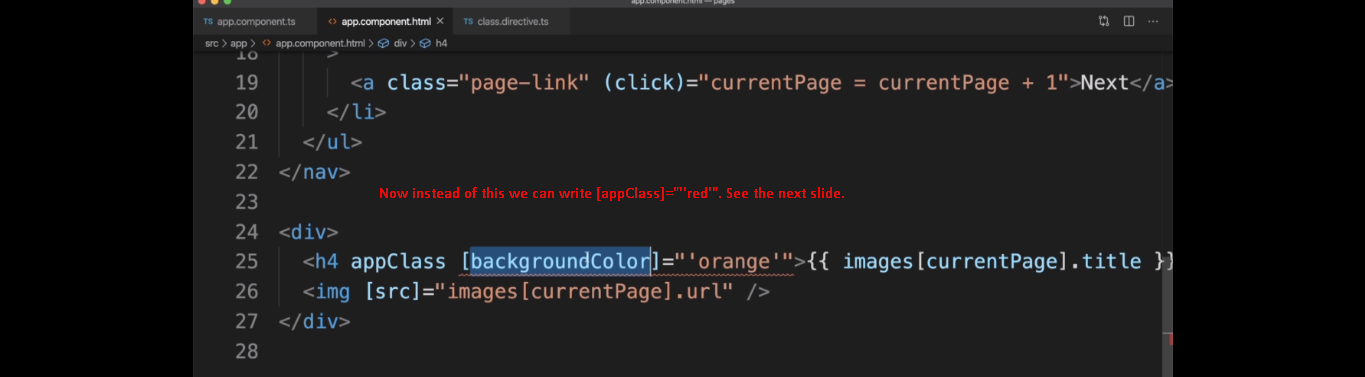 app.component.html — pages
TS app.component.ts <> app.component.html × TS class.directive.ts ...
src > app > <> app.component.html > div > h4
18 >
19 <a class="page-link" (click)="currentPage = currentPage + 1">Next</a>
20 </li>
21 </ul>
22 </nav>
Now instead of this we can write [appClass]="'red'". See the next slide.
23
24 <div>
25 <h4 appClass [backgroundColor]="'orange'">{{ images[currentPage].title }}
26 <img [src]="images[currentPage].url" />
27 </div>
28